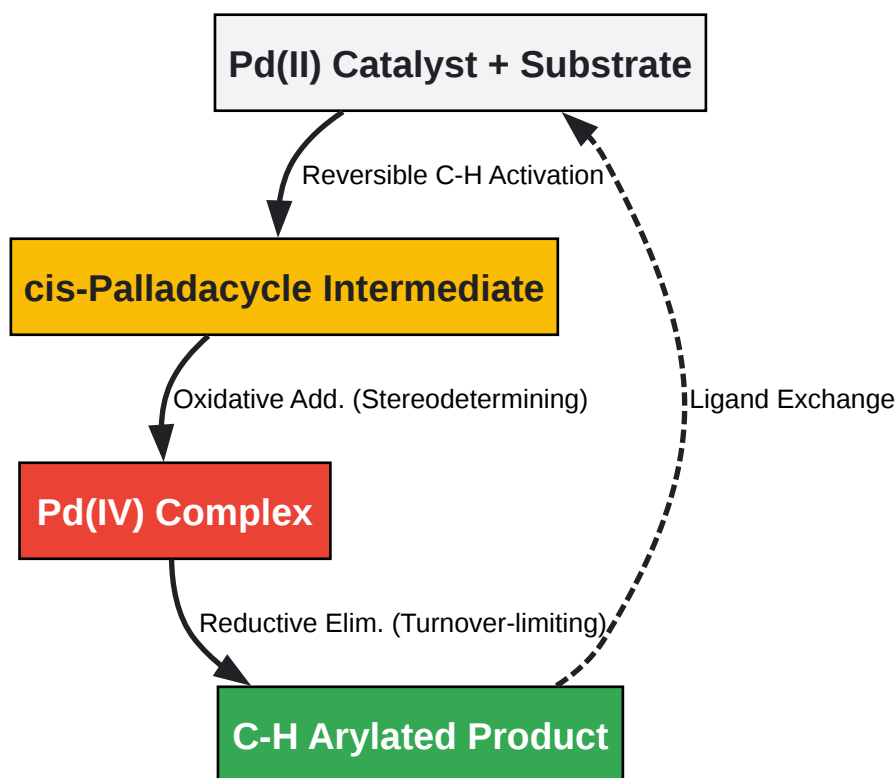 Pd(II) Catalyst + Substrate
Reversible C-H Activation
cis-Palladacycle Intermediate
Oxidative Add. (Stereodetermining)
Ligand Exchange
Pd(IV) Complex
Reductive Elim. (Turnover-limiting)
C-H Arylated Product